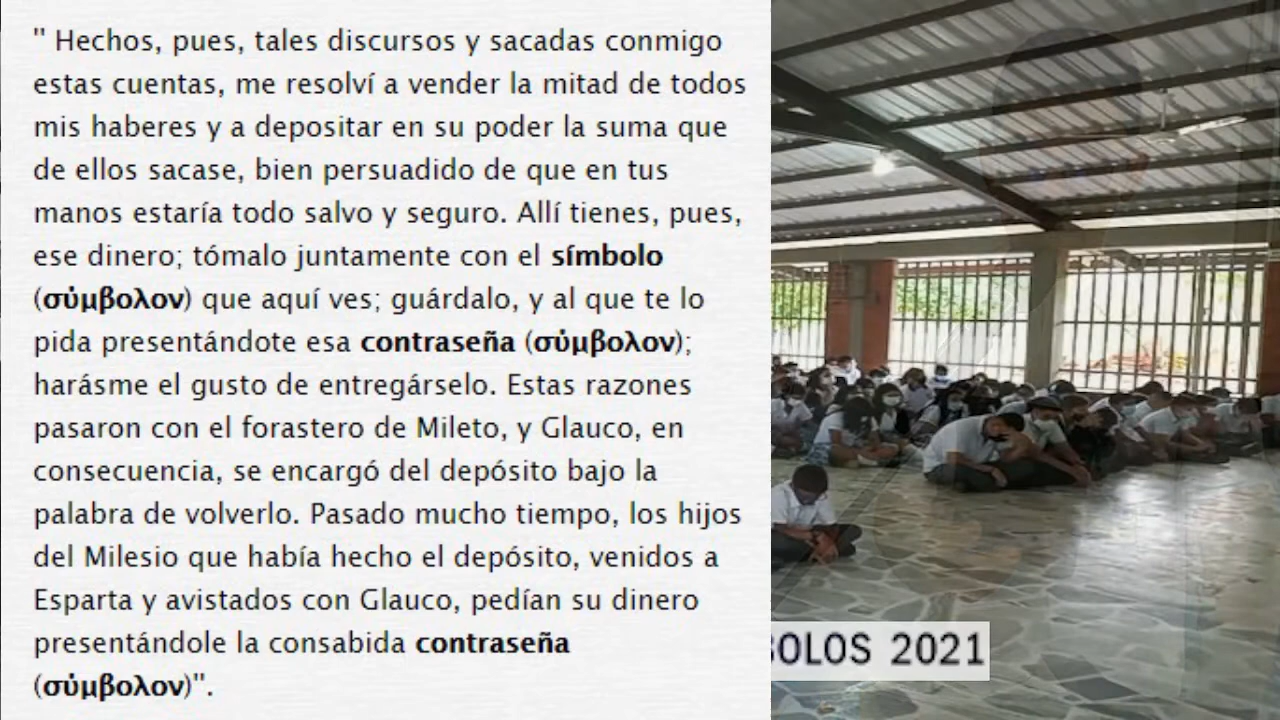 " Hechos, pues, tales discursos y sacadas conmigo
estas cuentas, me resolví a vender la mitad de todos
mis haberes y a depositar en su poder la suma que
de ellos sacase, bien persuadido de que en tus
manos estaría todo salvo y seguro. Allí tienes, pues,
ese dinero; tómalo juntamente con el símbolo
(σύμβολον) que aquí ves; guárdalo, y al que te lo
pida presentándote esa contraseña (σύμβολον);
harásme el gusto de entregárselo. Estas razones
pasaron con el forastero de Mileto, y Glauco, en
consecuencia, se encargó del depósito bajo la
palabra de volverlo. Pasado mucho tiempo, los hijos
del Milesio que había hecho el depósito, venidos a
Esparta y avistados con Glauco, pedían su dinero
presentándole la consabida contraseña
(σύμβολον)".
BOLOS 2021